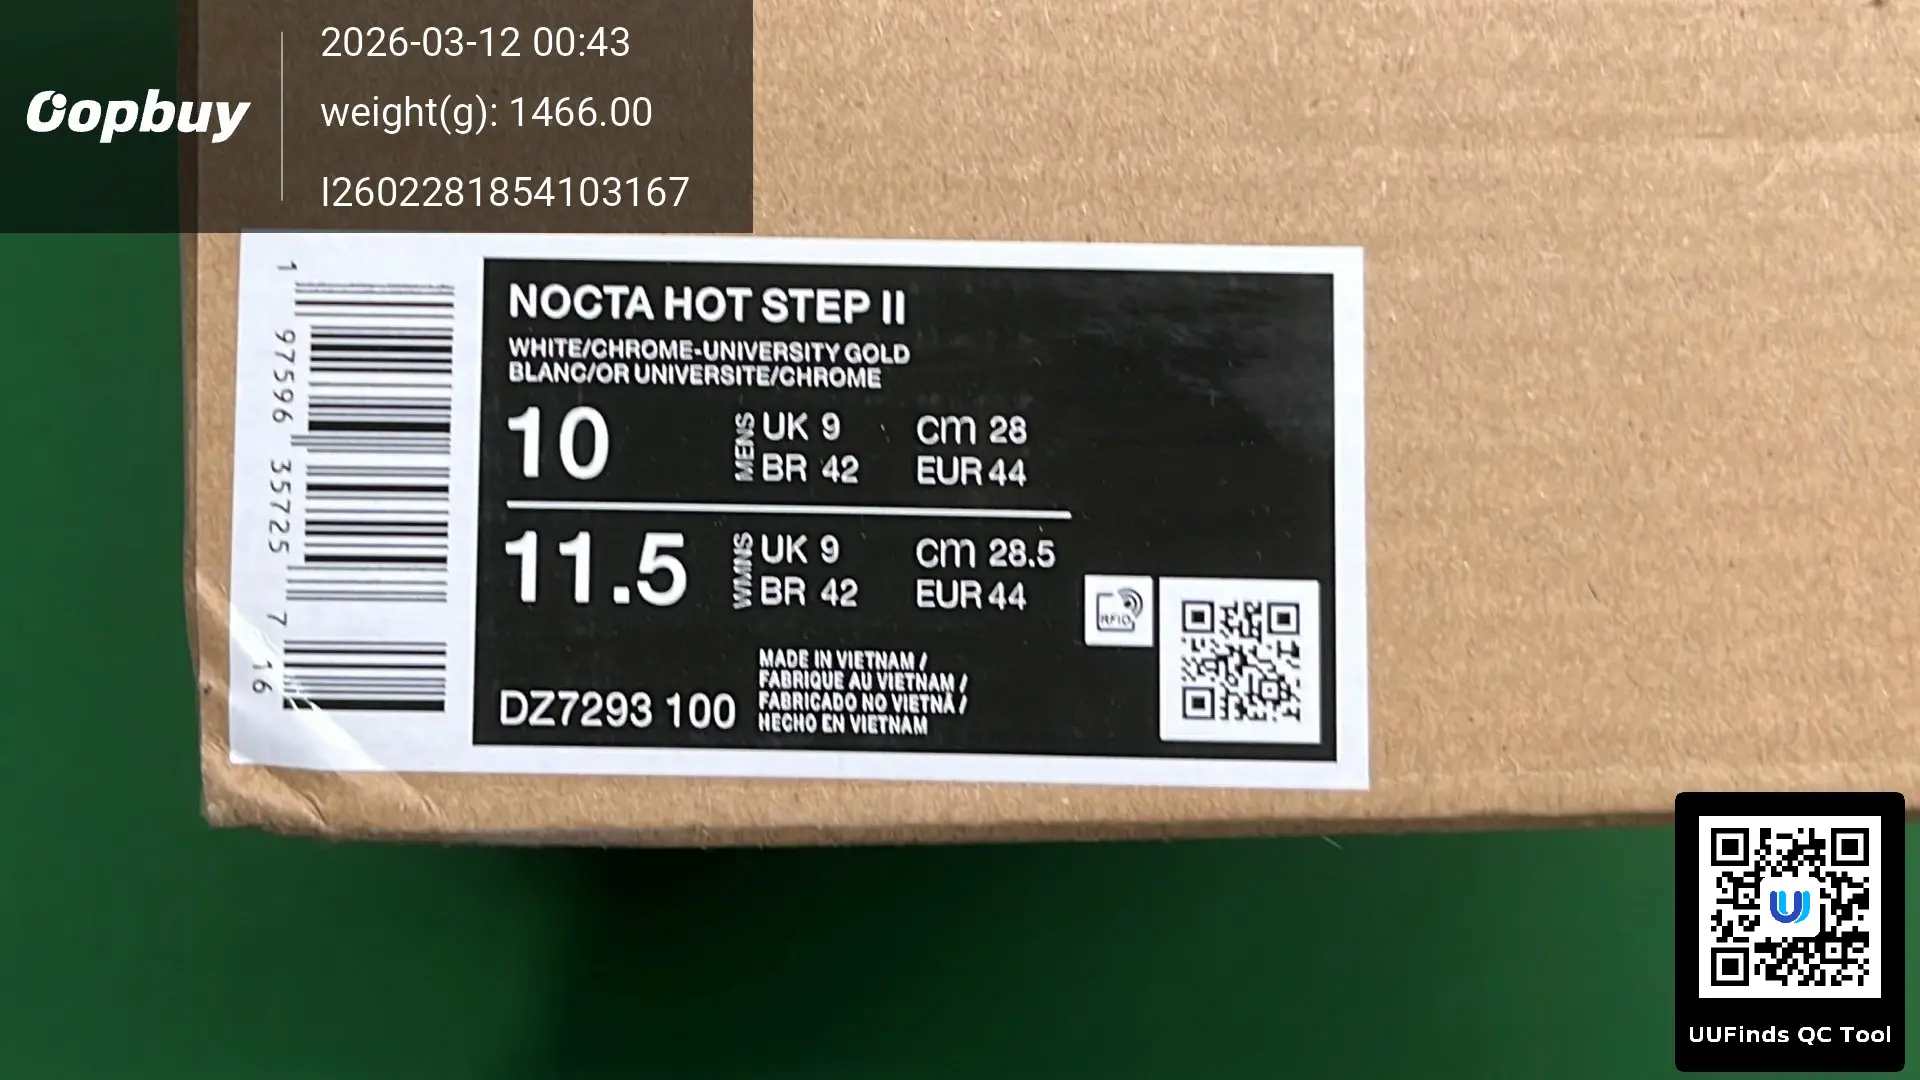 Oopbuy
2026-03-12 00:43
weight(g): 1466.00
I2602281854103167
1 97596 35725 7 16
NOCTA HOT STEP II
WHITE/CHROME-UNIVERSITY GOLD
BLANC/OR UNIVERSITE/CHROME
10 MENS UK 9 cm 28
BR 42 EUR 44
11.5 WMNS UK 9 cm 28.5
BR 42 EUR 44
RFID
DZ7293 100
MADE IN VIETNAM /
FABRIQUE AU VIETNAM /
FABRICADO NO VIETNÃ /
HECHO EN VIETNAM
UUFinds QC Tool